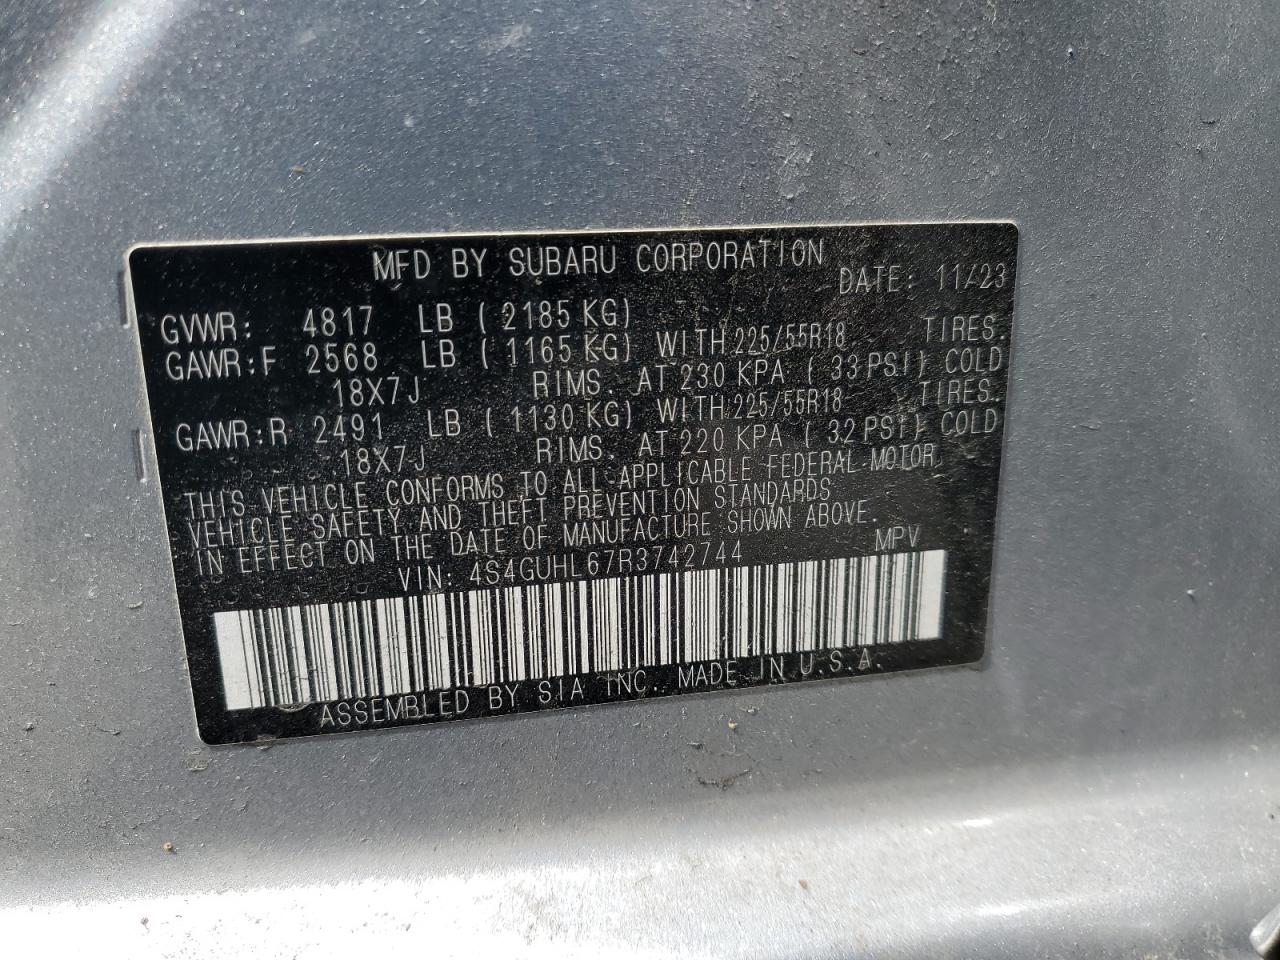 MFD BY SUBARU CORPORATION
DATE: 11/23
GVWR: 4817 LB (2185 KG)
GAWR:F 2568 LB (1165 KG) WITH 225/55R18 TIRES.
18X7J RIMS. AT 230 KPA (33 PSI) COLD
GAWR:R 2491 LB (1130 KG) WITH 225/55R18 TIRES.
18X7J RIMS. AT 220 KPA (32 PSI) COLD
THIS VEHICLE CONFORMS TO ALL APPLICABLE FEDERAL MOTOR
VEHICLE SAFETY AND THEFT PREVENTION STANDARDS
IN EFFECT ON THE DATE OF MANUFACTURE SHOWN ABOVE.
VIN: 4S4GUHL67R3742744 MPV
ASSEMBLED BY SIA INC. MADE IN U.S.A.